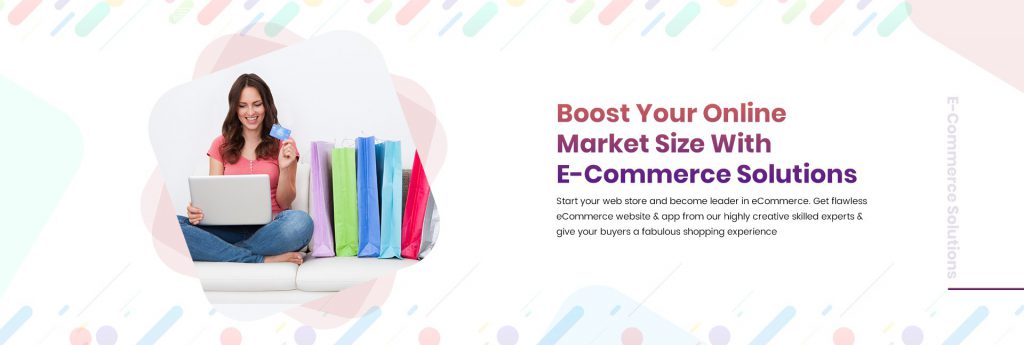 Boost Your Online
Market Size With
E-Commerce Solutions
Start your web store and become leader in eCommerce. Get flawless
eCommerce website & app from our highly creative skilled experts &
give your buyers a fabulous shopping experience
E-Commerce Solutions